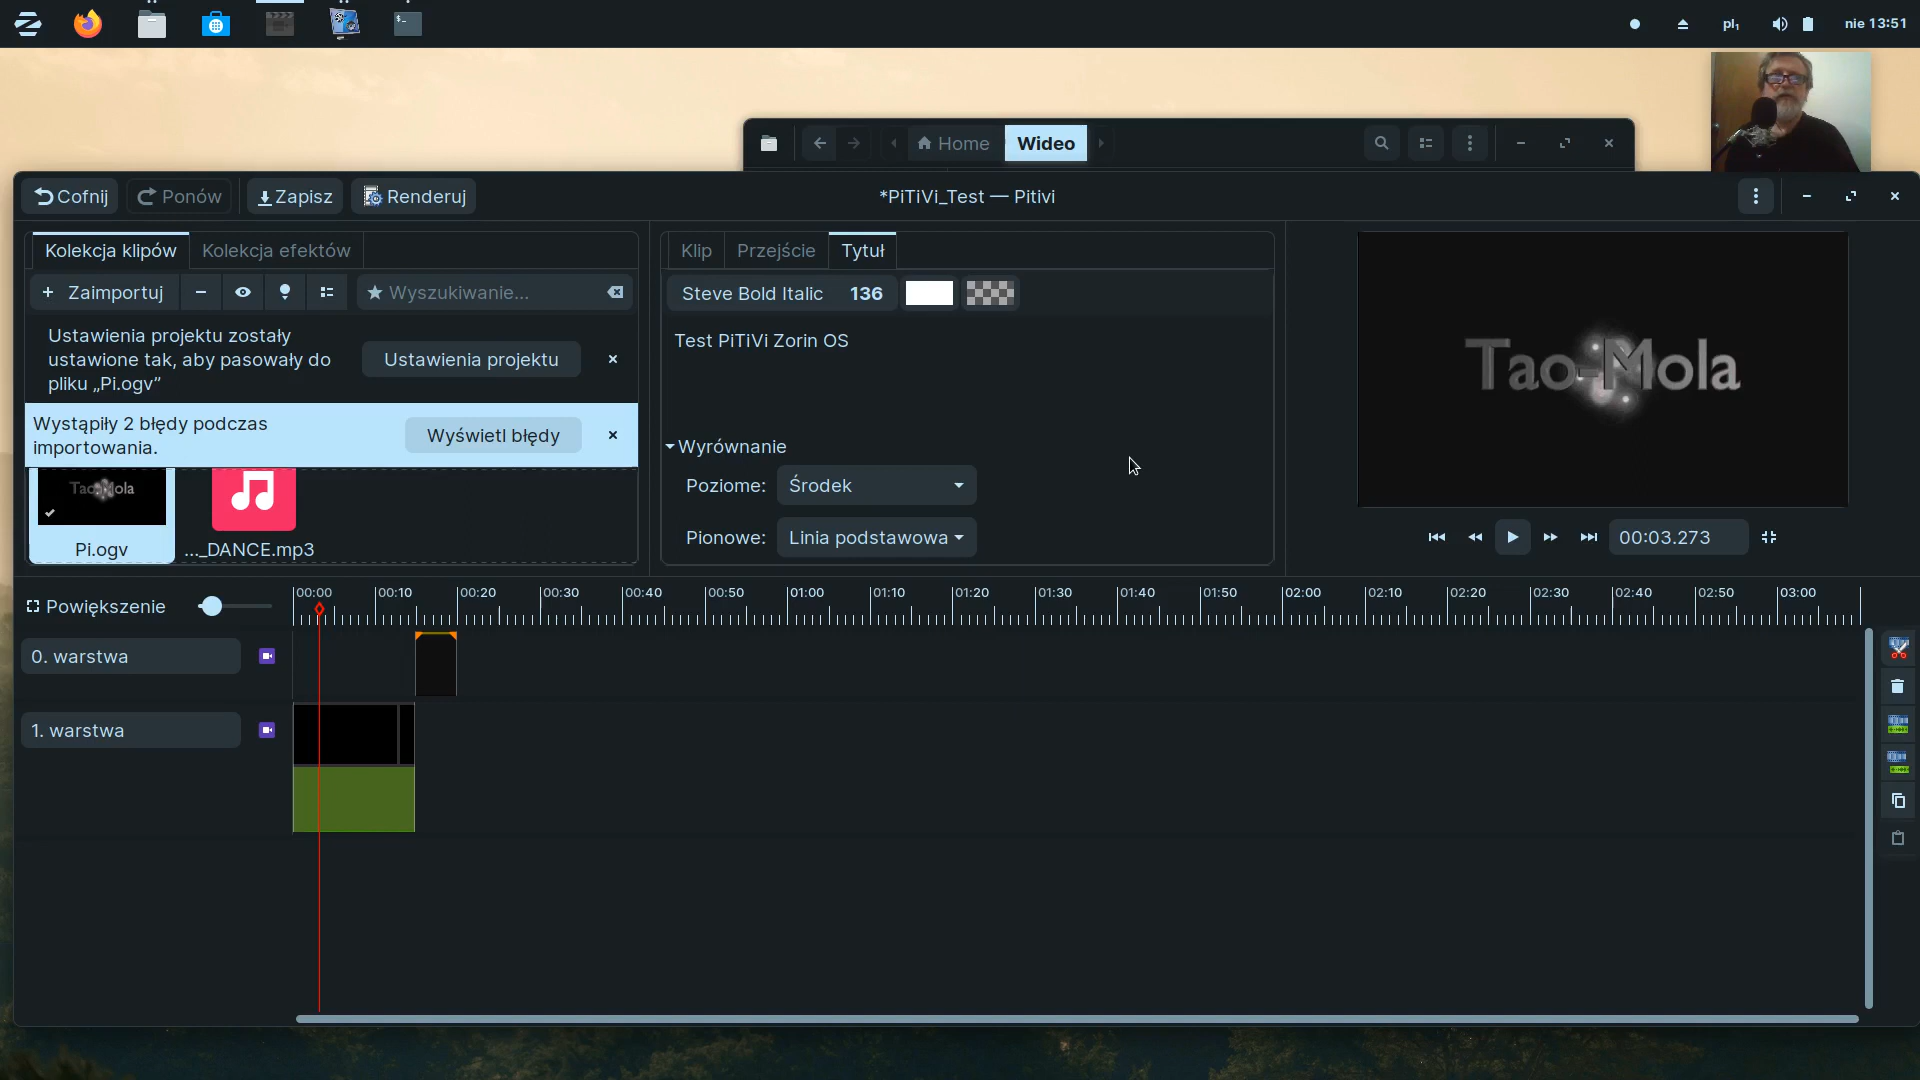 pl₁
nie 13:51
Home
Wideo
Cofnij
Ponów
Zapisz
Renderuj
*PiTiVi_Test — Pitivi
Kolekcja klipów
Kolekcja efektów
+ Zaimportuj
Wyszukiwanie...
Ustawienia projektu zostały
ustawione tak, aby pasowały do
pliku „Pi.ogv”
Ustawienia projektu
Wystąpiły 2 błędy podczas
importowania.
Wyświetl błędy
Tao-Mola
Pi.ogv
..._DANCE.mp3
Klip
Przejście
Tytuł
Steve Bold Italic 136
Test PiTiVi Zorin OS
Wyrównanie
Poziome:
Środek
Pionowe:
Linia podstawowa
Tao-Mola
00:03.273
Powiększenie
00:00
00:10
00:20
00:30
00:40
00:50
01:00
01:10
01:20
01:30
01:40
01:50
02:00
02:10
02:20
02:30
02:40
02:50
03:00
0. warstwa
1. warstwa